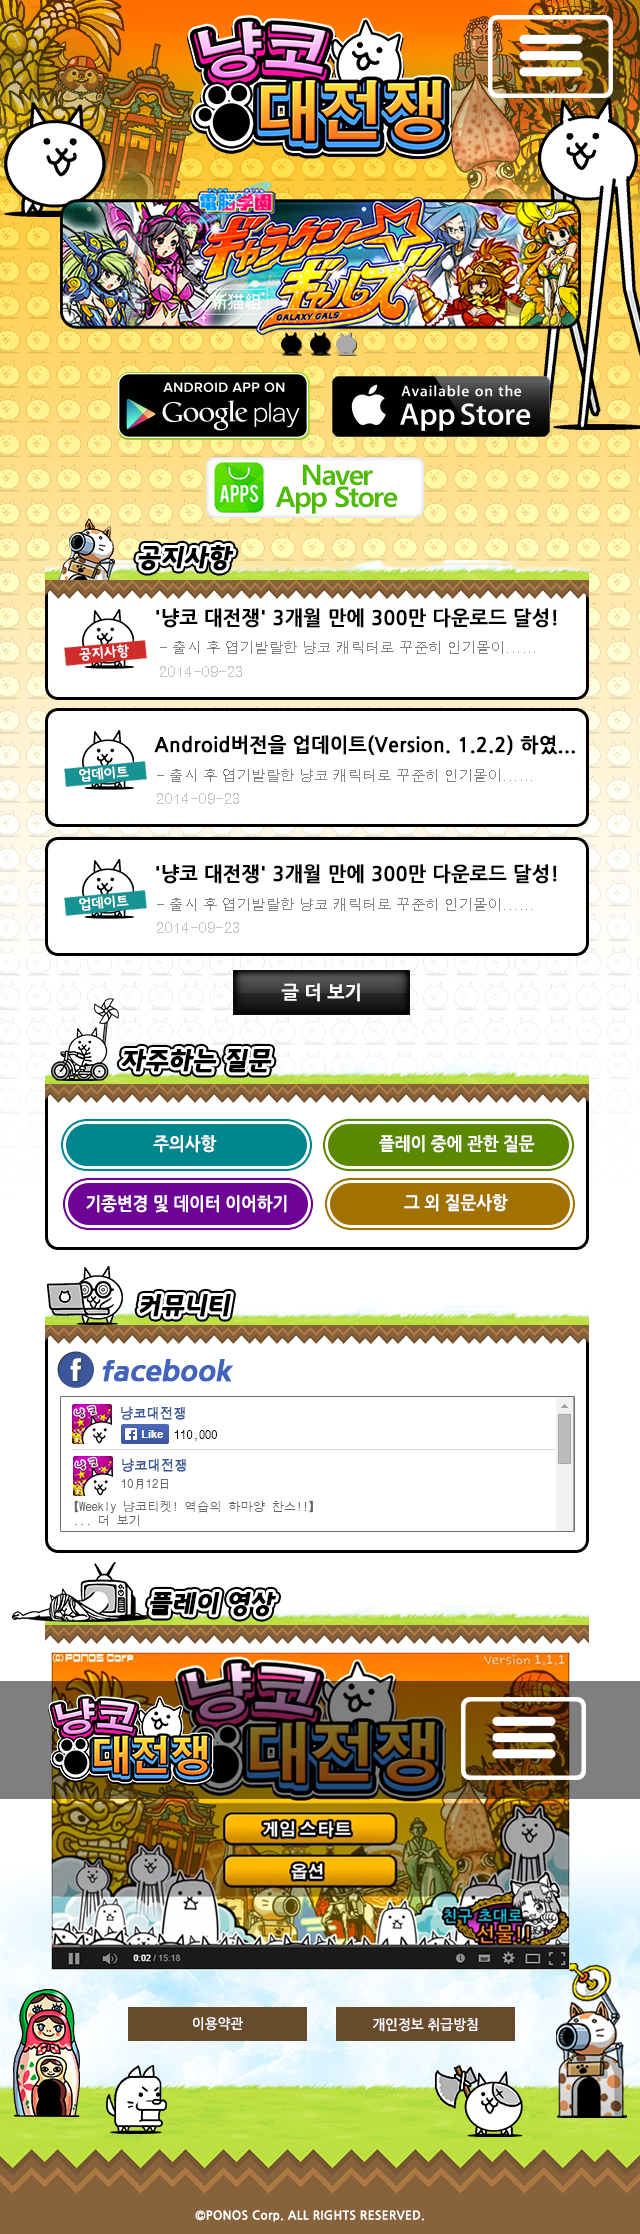 냥코
대전쟁
電脳学園
ギャラクシー
ギャルズ
新猫組
GALAXY GALS
ANDROID APP ON
Google play
Available on the
App Store
APPS
Naver
App Store
공지사항
'냥코 대전쟁' 3개월 만에 300만 다운로드 달성!
공지사항
- 출시 후 엽기발랄한 냥코 캐릭터로 꾸준히 인기몰이......
2014-09-23
Android버전을 업데이트(Version. 1.2.2) 하였...
업데이트
- 출시 후 엽기발랄한 냥코 캐릭터로 꾸준히 인기몰이......
2014-09-23
'냥코 대전쟁' 3개월 만에 300만 다운로드 달성!
업데이트
- 출시 후 엽기발랄한 냥코 캐릭터로 꾸준히 인기몰이......
2014-09-23
글 더 보기
자주하는 질문
주의사항
플레이 중에 관한 질문
기종변경 및 데이터 이어하기
그 외 질문사항
커뮤니티
f facebook
냥코
냥코대전쟁
f Like 110,000
냥코
냥코대전쟁
10月12日
【Weekly 냥코티켓! 역습의 하마양 찬스!!】
... 더 보기
플레이 영상
(C)PONOS Corp.
Version 1.1.1
냥코
대전쟁
냥코
대전쟁
게임스타트
옵션
친구 초대로
선물!!
0:02 / 15:18
이용약관
개인정보 취급방침
©PONOS Corp. ALL RIGHTS RESERVED.